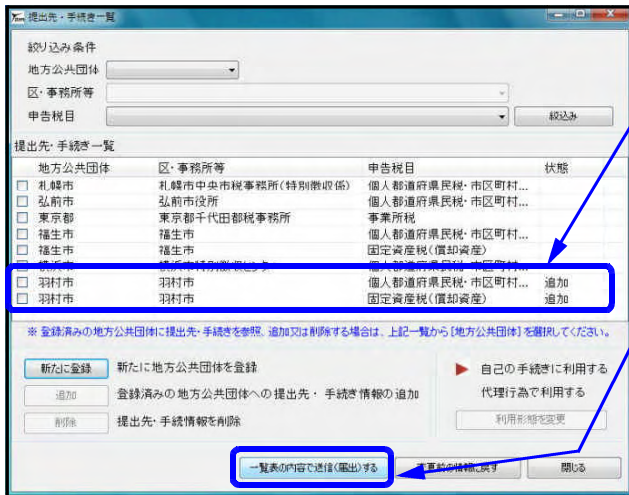 提出先・手続き一覧
絞り込み条件
地方公共団体
区・事務所等
申告税目
絞込み
提出先・手続き一覧
地方公共団体 区・事務所等 申告税目 状態
札幌市 札幌市中央市税事務所(特別徴収係) 個人都道府県民税・市区町村...
弘前市 弘前市役所 個人都道府県民税・市区町村...
東京都 東京都千代田都税事務所 事業所税
福生市 福生市 個人都道府県民税・市区町村...
福生市 福生市 固定資産税(償却資産)
羽村市 羽村市 個人都道府県民税・市区町村... 追加
羽村市 羽村市 固定資産税(償却資産) 追加
※ 登録済みの地方公共団体に提出先・手続きを参照、追加又は削除する場合は、上記一覧から[地方公共団体]を選択してください。
新たに登録 新たに地方公共団体を登録
▶ 自己の手続きに利用する
追加 登録済みの地方公共団体への提出先・ 手続き情報の追加
代理行為で利用する
削除 提出先・手続情報を削除
利用形態を変更
一覧表の内容で送信(届出)する 変更前の情報に戻す 閉じる